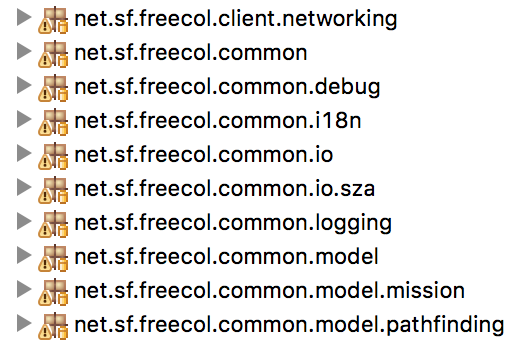 net.sf.freecol.client.networking
net.sf.freecol.common
net.sf.freecol.common.debug
net.sf.freecol.common.i18n
net.sf.freecol.common.io
net.sf.freecol.common.io.sza
net.sf.freecol.common.logging
net.sf.freecol.common.model
net.sf.freecol.common.model.mission
net.sf.freecol.common.model.pathfinding